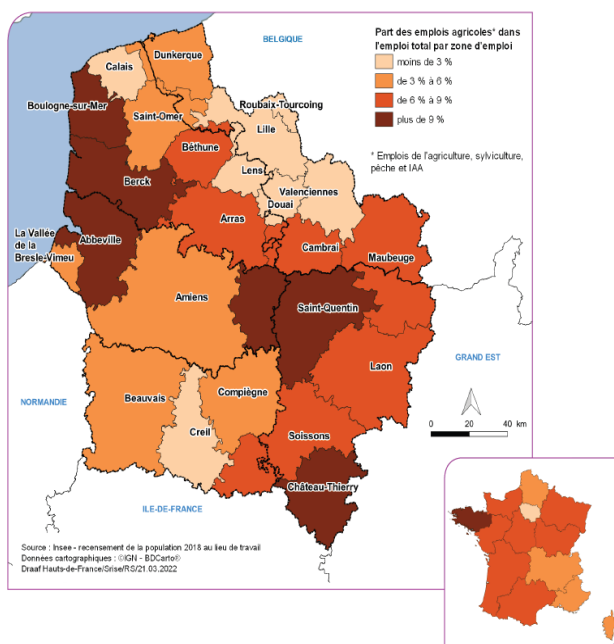 BELGIQUE
Part des emplois agricoles* dans
l'emploi total par zone d'emploi
moins de 3 %
de 3 % à 6 %
de 6 % à 9 %
plus de 9 %
* Emplois de l'agriculture, sylviculture,
pêche et IAA
Dunkerque
Calais
Boulogne-sur-Mer
Saint-Omer
Roubaix-Tourcoing
Lille
Béthune
Lens
Berck
Valenciennes
Douai
Arras
La Vallée
de la
Bresle-Vimeu
Abbeville
Cambrai
Maubeuge
Amiens
Saint-Quentin
GRAND EST
Laon
NORMANDIE
Beauvais
Compiègne
Creil
Soissons
0 20 40 km
Château-Thierry
ILE-DE-FRANCE
Source : Insee - recensement de la population 2018 au lieu de travail
Données cartographiques : ©IGN - BDCarto®
Draaf Hauts-de-France/Srise/RS/21.03.2022